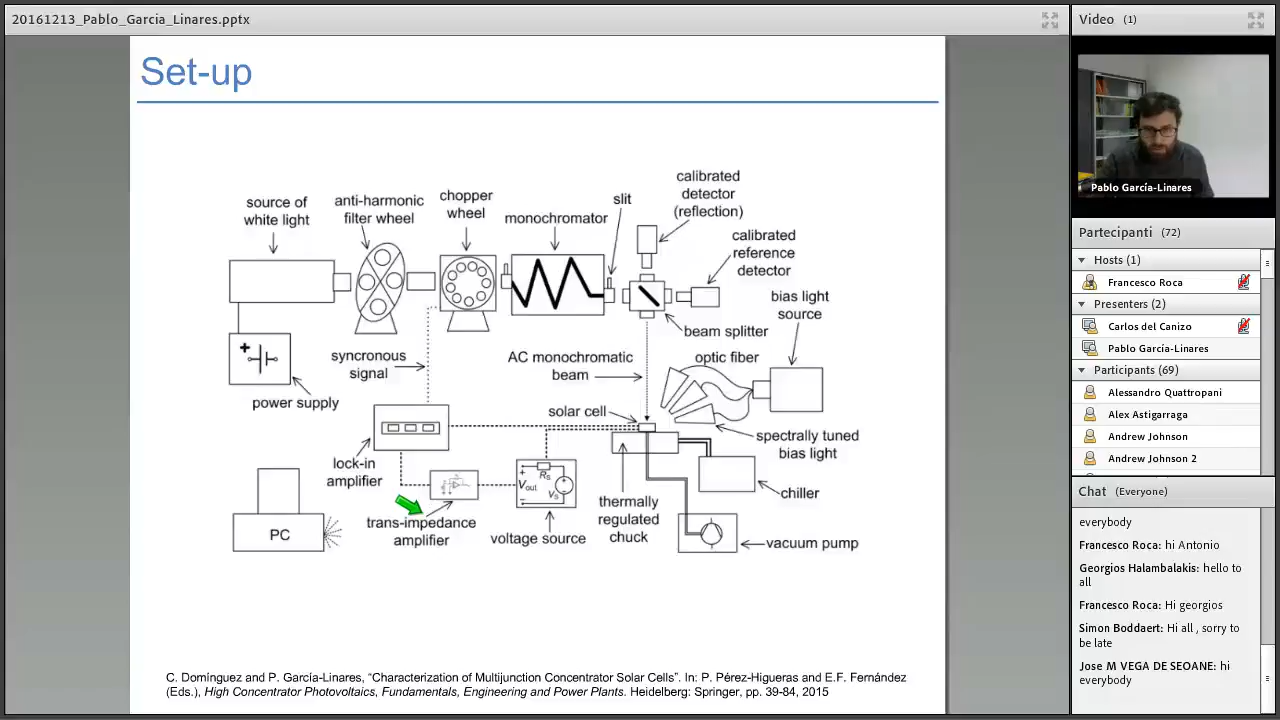 20161213_Pablo_Garcia_Linares.pptx
Set-up
source of
white light
anti-harmonic
filter wheel
chopper
wheel
monochromator
slit
calibrated
detector
(reflection)
calibrated
reference
detector
bias light
source
beam splitter
syncronous
signal
AC monochromatic
beam
optic fiber
power supply
solar cell
spectrally tuned
bias light
lock-in
amplifier
+
Vout
RS
vS
+
chiller
thermally
regulated
chuck
trans-impedance
amplifier
voltage source
PC
vacuum pump
C. Domínguez and P. García-Linares, “Characterization of Multijunction Concentrator Solar Cells”. In: P. Pérez-Higueras and E.F. Fernández
(Eds.), High Concentrator Photovoltaics, Fundamentals, Engineering and Power Plants. Heidelberg: Springer, pp. 39-84, 2015
Video (1)
Pablo García-Linares
Partecipanti (72)
Hosts (1)
Francesco Roca
Presenters (2)
Carlos del Canizo
Pablo García-Linares
Participants (69)
Alessandro Quattropani
Alex Astigarraga
Andrew Johnson
Andrew Johnson 2
Chat (Everyone)
everybody
Francesco Roca: hi Antonio
Georgios Halambalakis: hello to
all
Francesco Roca: Hi georgios
Simon Boddaert: Hi all , sorry to
be late
Jose M VEGA DE SEOANE: hi
everybody